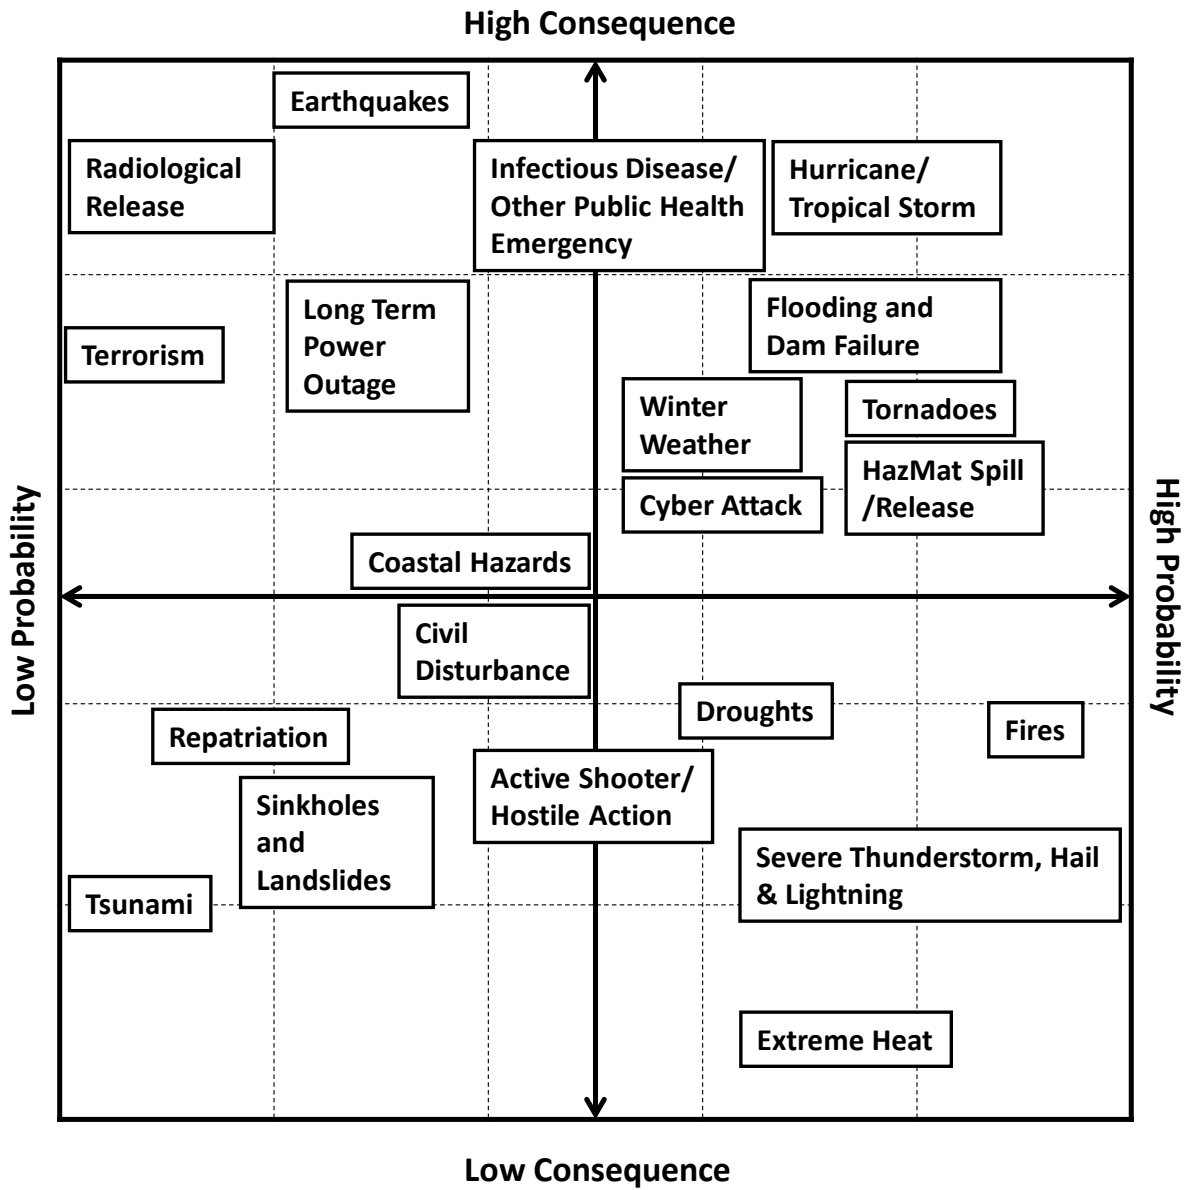 High Consequence
Earthquakes
Radiological
Release
Infectious Disease/
Other Public Health
Emergency
Hurricane/
Tropical Storm
Long Term
Power
Outage
Flooding and
Dam Failure
Terrorism
Winter
Weather
Tornadoes
HazMat Spill
/Release
Cyber Attack
Coastal Hazards
Low Probability
High Probability
Civil
Disturbance
Droughts
Fires
Repatriation
Active Shooter/
Hostile Action
Sinkholes
and
Landslides
Severe Thunderstorm, Hail
& Lightning
Tsunami
Extreme Heat
Low Consequence